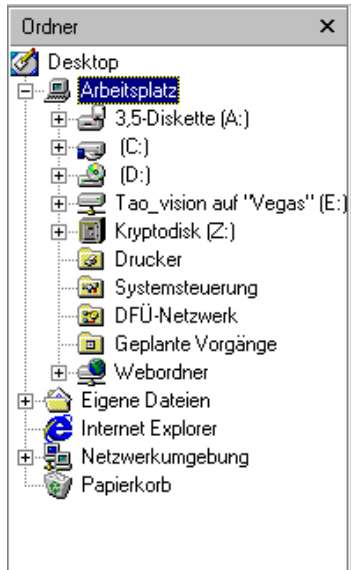 Ordner
Desktop
Arbeitsplatz
3,5-Diskette (A:)
(C:)
(D:)
Tao_vision auf "Vegas" (E:
Kryptodisk (Z:)
Drucker
Systemsteuerung
DFÜ-Netzwerk
Geplante Vorgänge
Webordner
Eigene Dateien
Internet Explorer
Netzwerkumgebung
Papierkorb